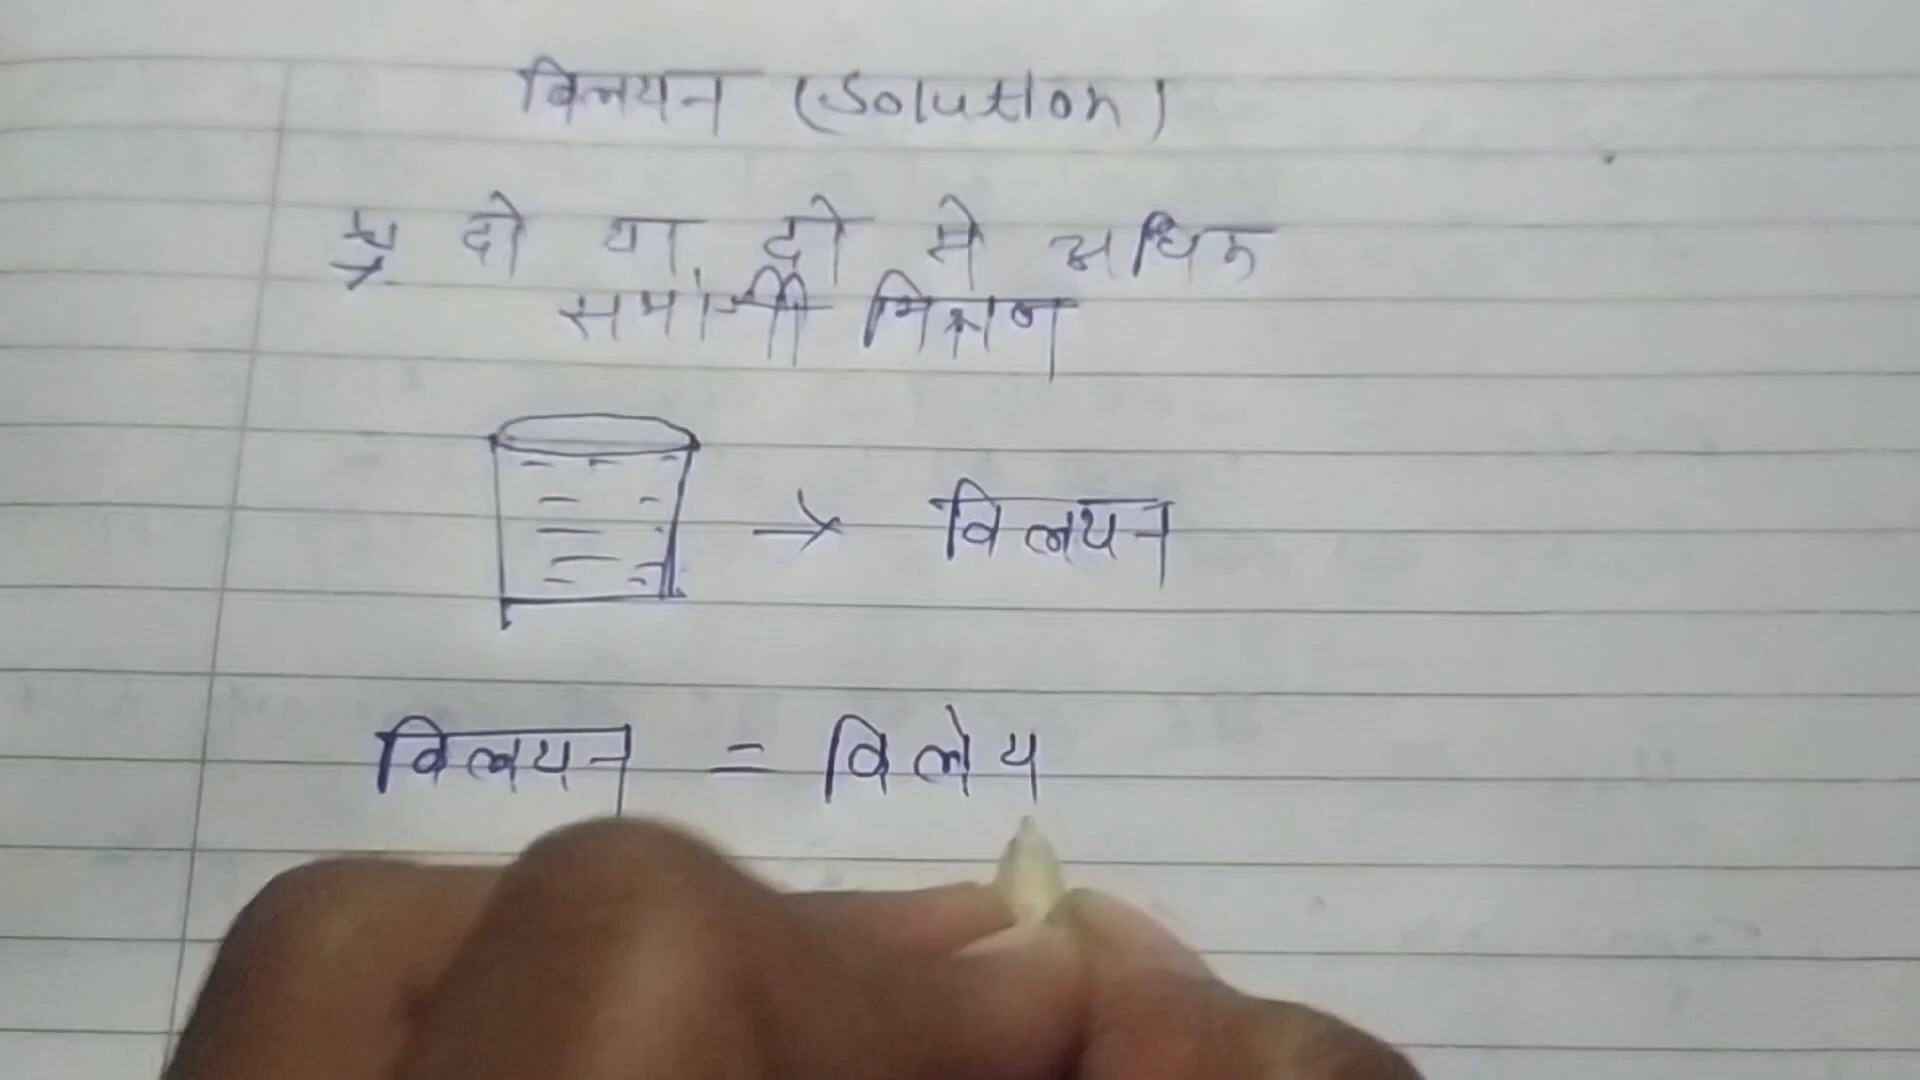 विलयन (Solution)
दो या दो से अधिक
समांगी मिश्रण
→ विलयन
विलयन = विलेय